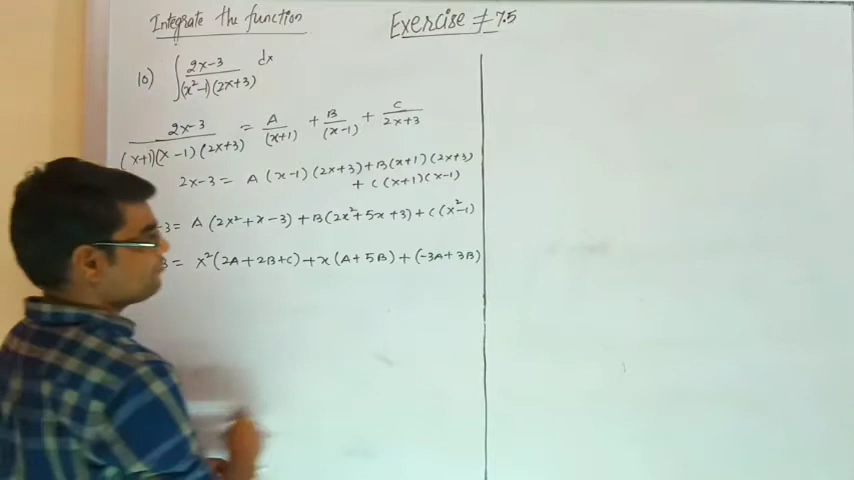 Integrate the function
Exercise ≠ 7.5
10) ∫ 2x-3 / (x²-1)(2x+3) dx
2x-3 / (x+1)(x-1)(2x+3) = A / (x+1) + B / (x-1) + C / 2x+3
2x-3 = A(x-1)(2x+3) + B(x+1)(2x+3)
+ C(x+1)(x-1)
-3 = A(2x²+x-3) + B(2x²+5x+3) + C(x²-1)
3 = x²(2A+2B+C) + x(A+5B) + (-3A+3B)